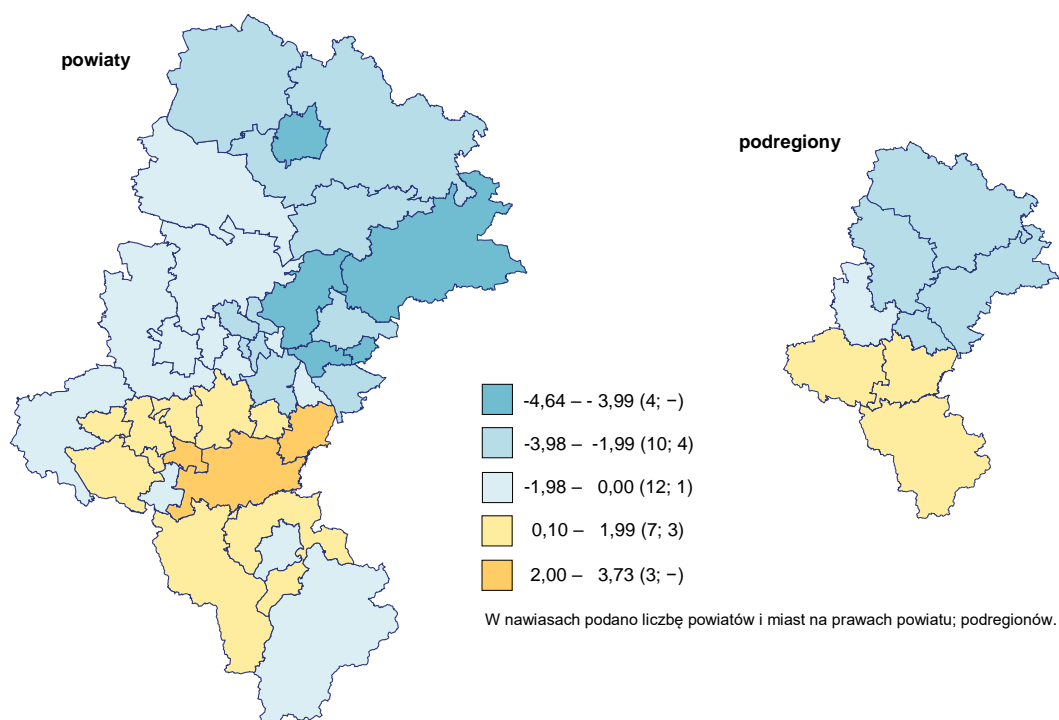 powiaty
podregiony
-4,64 – - 3,99 (4; −)
-3,98 – -1,99 (10; 4)
-1,98 – 0,00 (12; 1)
0,10 – 1,99 (7; 3)
2,00 – 3,73 (3; −)
W nawiasach podano liczbę powiatów i miast na prawach powiatu; podregionów.